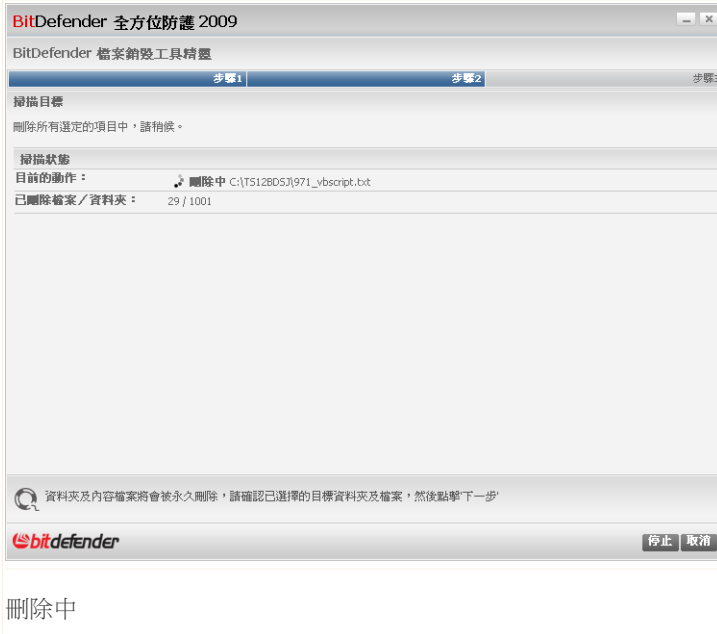 BitDefender 全方位防護 2009
BitDefender 檔案銷毀工具精靈
步驟1 步驟2 步驟3
掃描目標
刪除所有選定的項目中，請稍候。
掃描狀態
目前的動作： 刪除中 C:\TS12BDSJ\971_vbscript.txt
已刪除檔案／資料夾： 29 / 1001
資料夾及內容檔案將會被永久刪除，請確認已選擇的目標資料夾及檔案，然後點擊'下一步'
bitdefender
停止 取消
刪除中